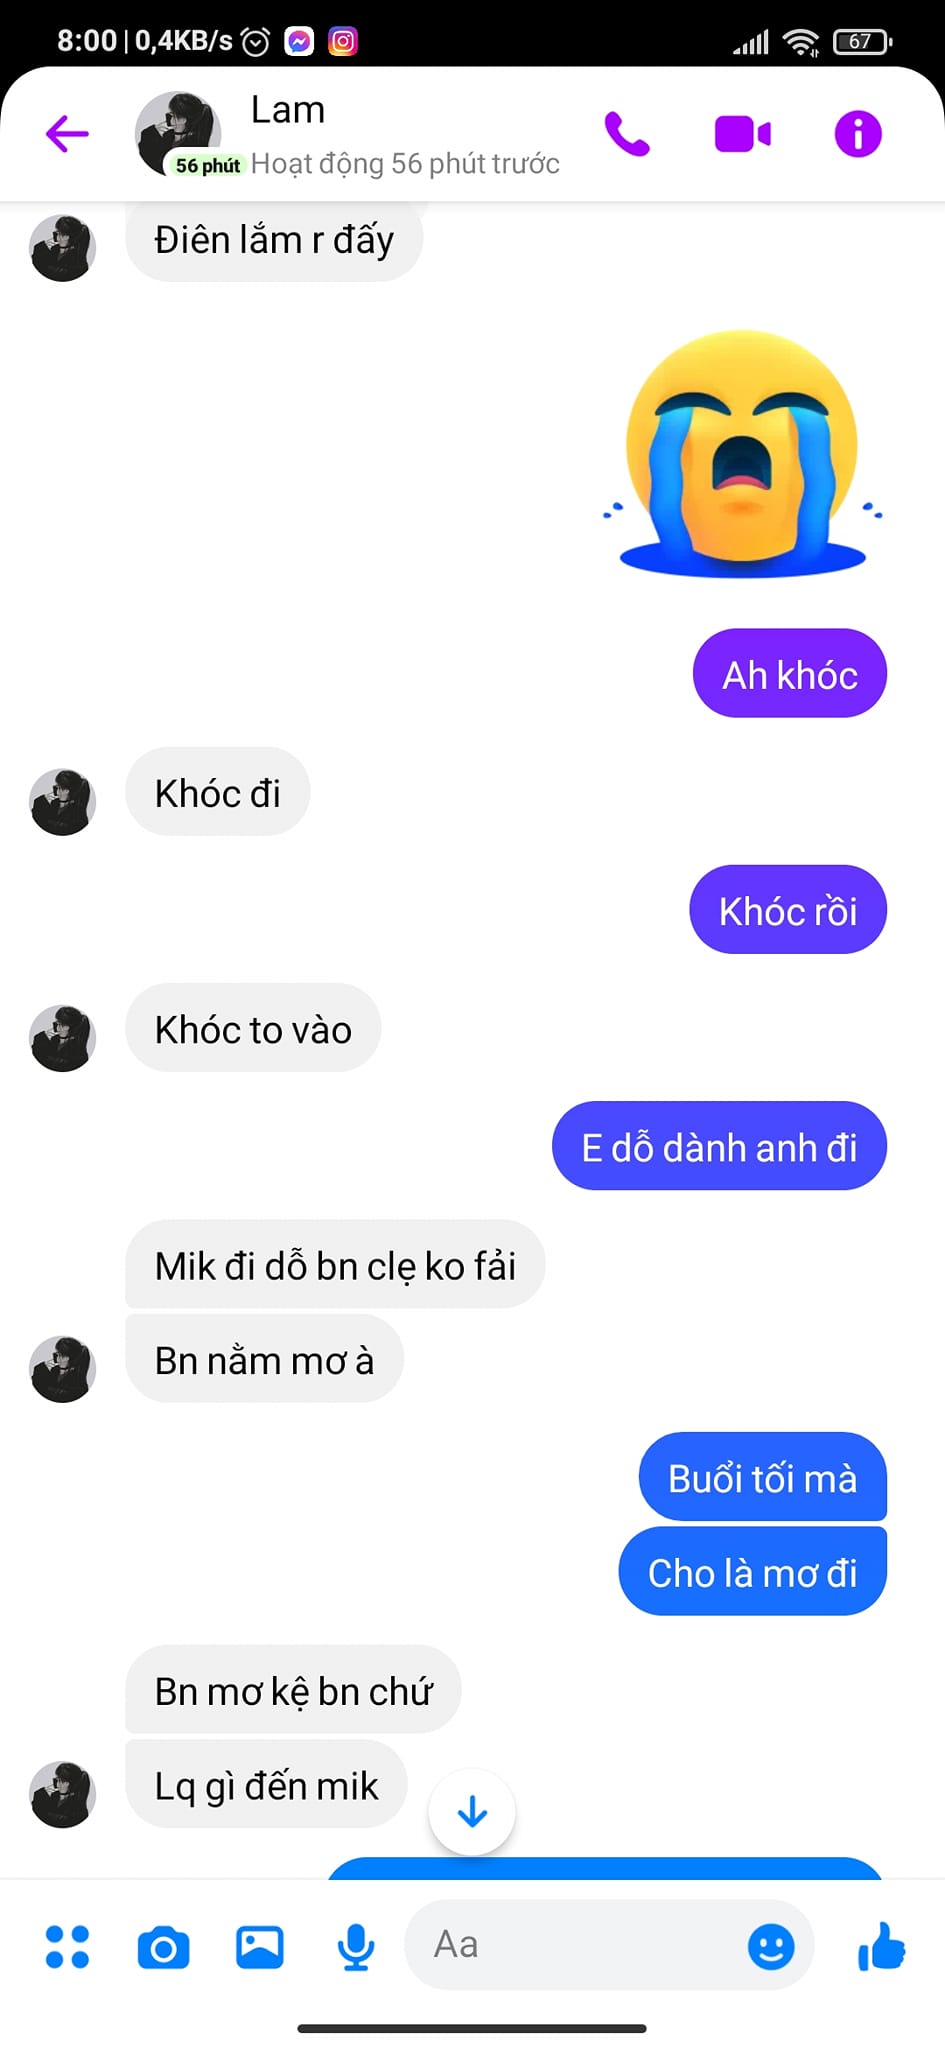 8:00 | 0,4KB/s
67
Lam
56 phút
Hoạt động 56 phút trước
Điên lắm r đấy
Ah khóc
Khóc đi
Khóc rồi
Khóc to vào
E dỗ dành anh đi
Mik đi dỗ bn clẹ ko fải
Bn nằm mơ à
Buổi tối mà
Cho là mơ đi
Bn mơ kệ bn chứ
Lq gì đến mik
Aa